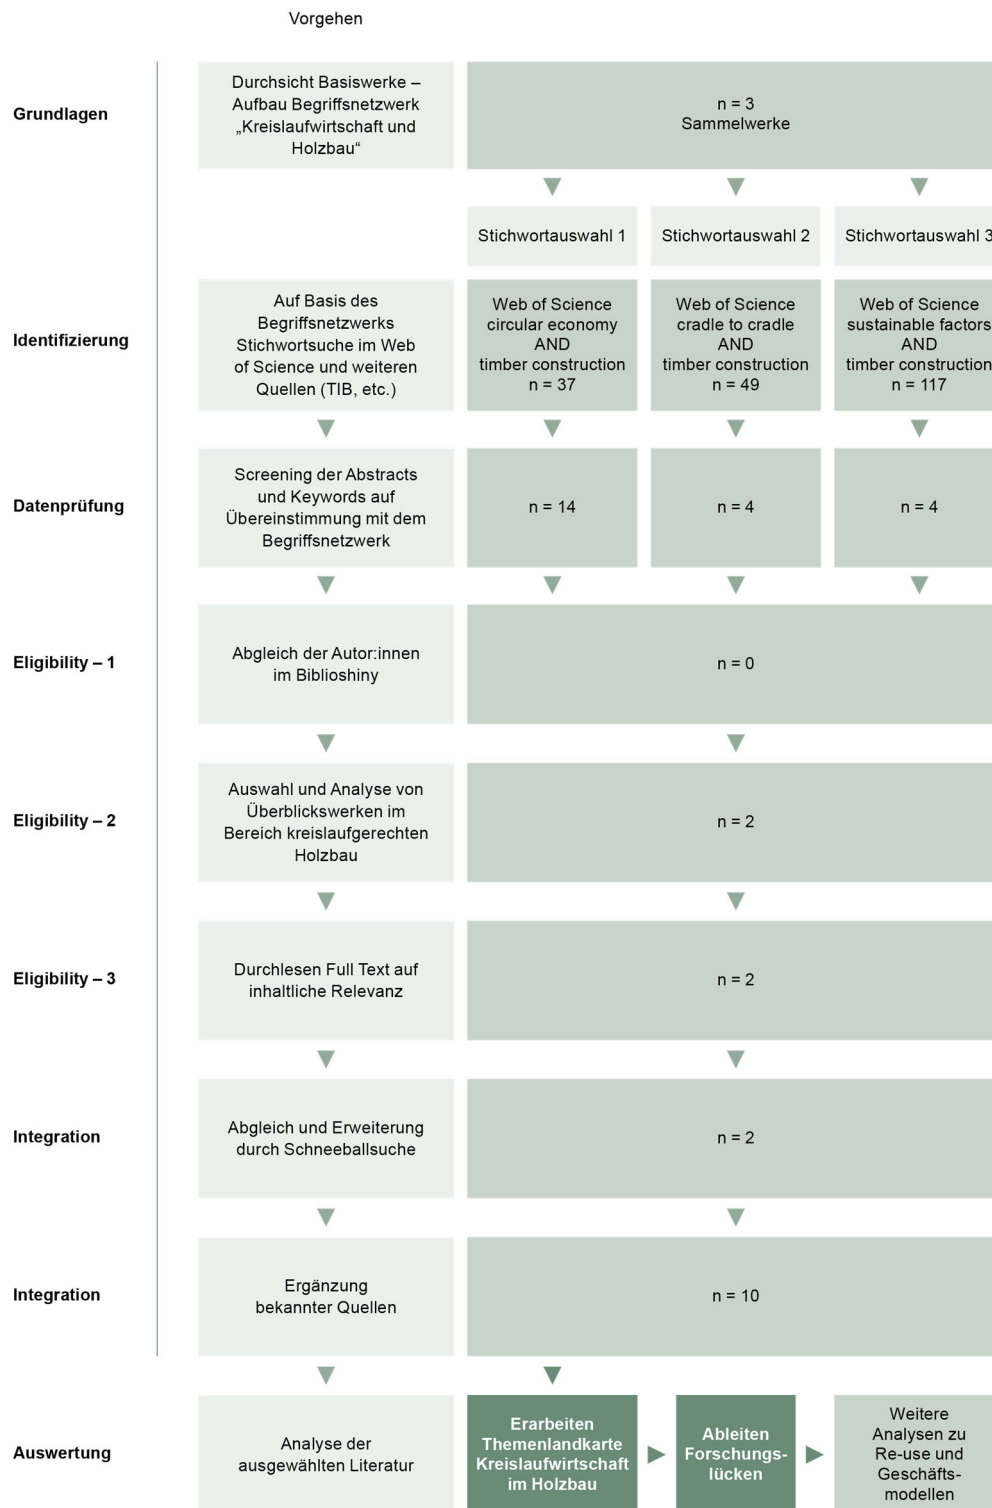 Vorgehen
Grundlagen
Durchsicht Basiswerke –
Aufbau Begriffsnetzwerk
„Kreislaufwirtschaft und
Holzbau“
n = 3
Sammelwerke
Stichwortauswahl 1
Stichwortauswahl 2
Stichwortauswahl 3
Identifizierung
Auf Basis des
Begriffsnetzwerks
Stichwortsuche im Web
of Science und weiteren
Quellen (TIB, etc.)
Web of Science
circular economy
AND
timber construction
n = 37
Web of Science
cradle to cradle
AND
timber construction
n = 49
Web of Science
sustainable factors
AND
timber construction
n = 117
Datenprüfung
Screening der Abstracts
und Keywords auf
Übereinstimmung mit dem
Begriffsnetzwerk
n = 14
n = 4
n = 4
Eligibility – 1
Abgleich der Autor:innen
im Biblioshiny
n = 0
Eligibility – 2
Auswahl und Analyse von
Überblickswerken im
Bereich kreislaufgerechten
Holzbau
n = 2
Eligibility – 3
Durchlesen Full Text auf
inhaltliche Relevanz
n = 2
Integration
Abgleich und Erweiterung
durch Schneeballsuche
n = 2
Integration
Ergänzung
bekannter Quellen
n = 10
Auswertung
Analyse der
ausgewählten Literatur
Erarbeiten
Themenlandkarte
Kreislaufwirtschaft
im Holzbau
Ableiten
Forschungs-
lücken
Weitere
Analysen zu
Re-use und
Geschäfts-
modellen